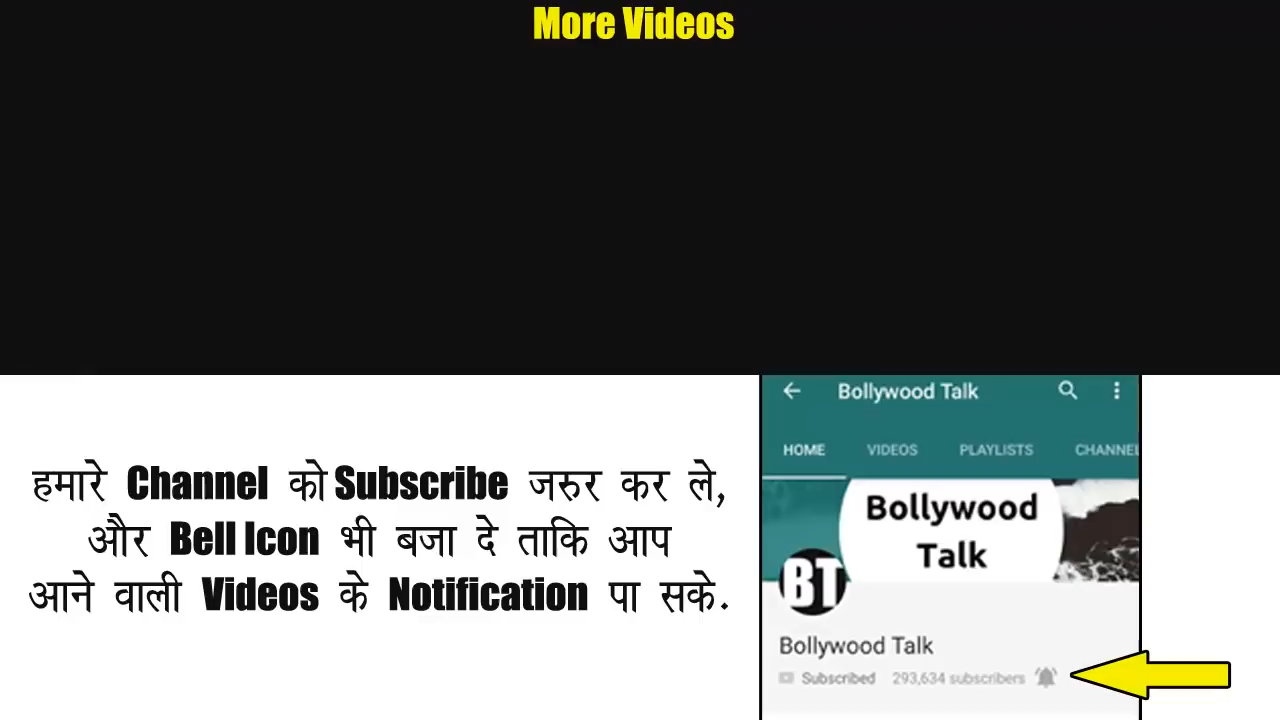 More Videos
हमारे Channel को Subscribe जरुर कर ले,
और Bell Icon भी बजा दे ताकि आप
आने वाली Videos के Notification पा सके.
Bollywood Talk
HOME VIDEOS PLAYLISTS CHANNEL
Bollywood
Talk
BT
Bollywood Talk
Subscribed 293,634 subscribers